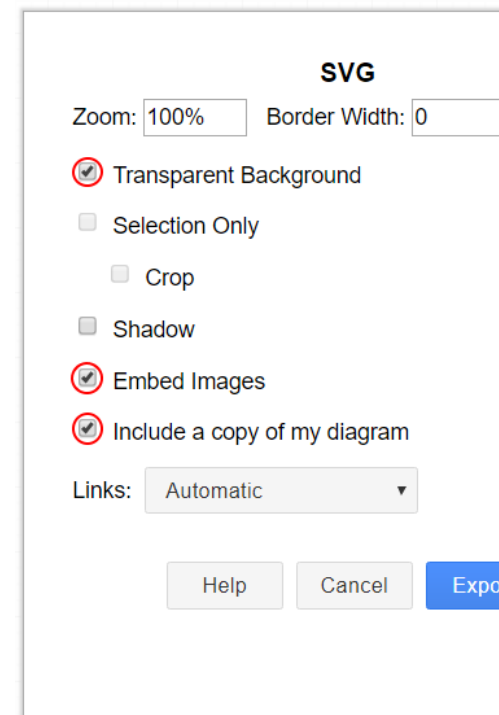 SVG
Zoom: 100% Border Width: 0
Transparent Background
Selection Only
Crop
Shadow
Embed Images
Include a copy of my diagram
Links: Automatic
Help Cancel Expo